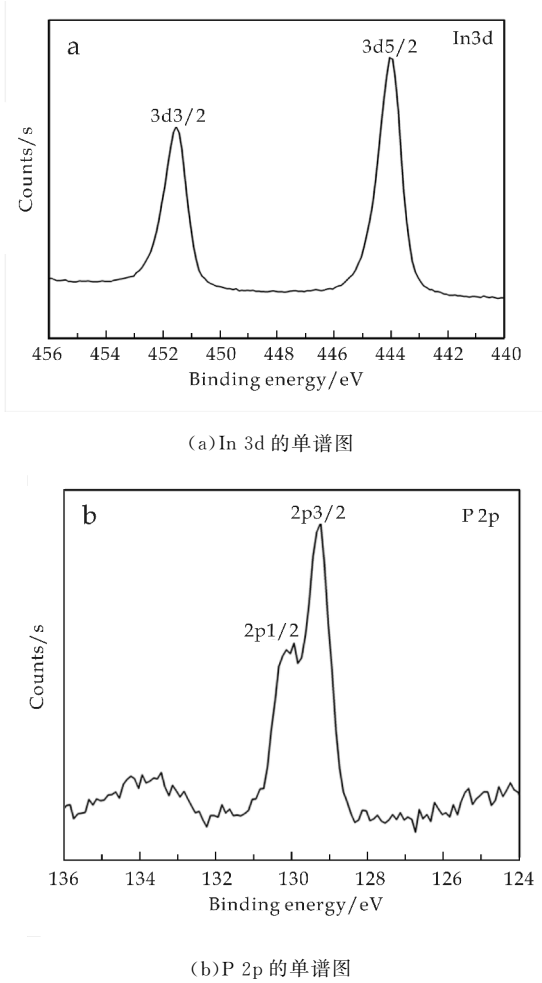 a
In3d
3d5/2
3d3/2
Counts/s
456 454 452 450 448 446 444 442 440
Binding energy/eV
(a)In 3d 的单谱图
b
2p3/2
P 2p
2p1/2
Counts/s
136 134 132 130 128 126 124
Binding energy/eV
(b)P 2p 的单谱图